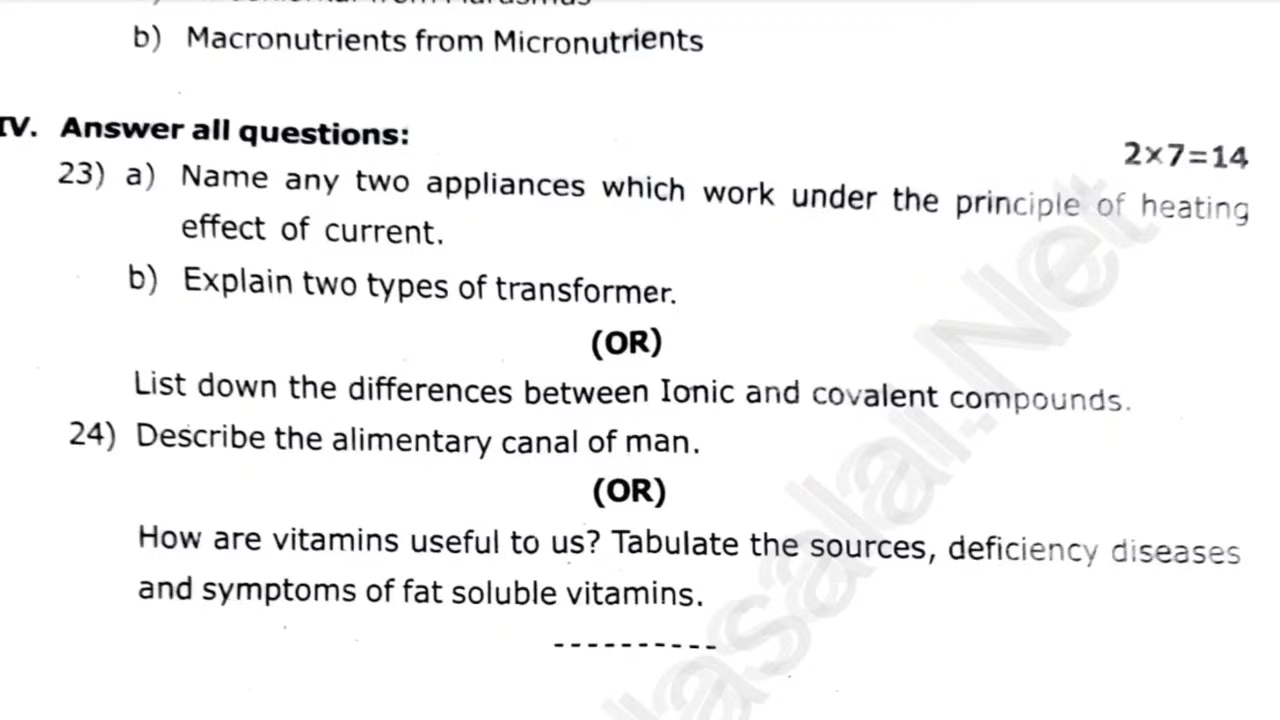 b) Macronutrients from Micronutrients
IV. Answer all questions:
2×7=14
23) a) Name any two appliances which work under the principle of heating
effect of current.
b) Explain two types of transformer.
(OR)
List down the differences between Ionic and covalent compounds.
24) Describe the alimentary canal of man.
(OR)
How are vitamins useful to us? Tabulate the sources, deficiency diseases
and symptoms of fat soluble vitamins.
----------